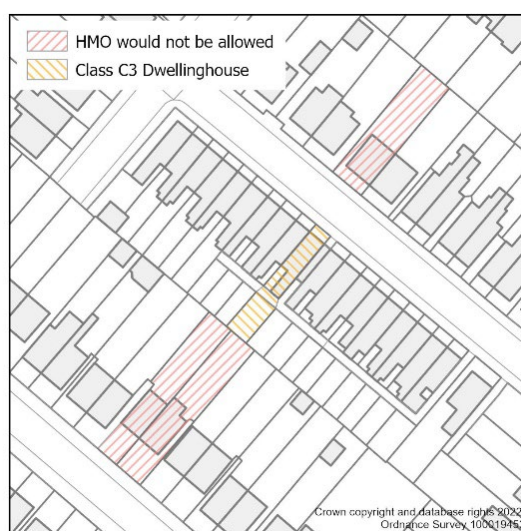 HMO would not be allowed
Class C3 Dwellinghouse
Crown copyright and database rights 2022
Ordnance Survey